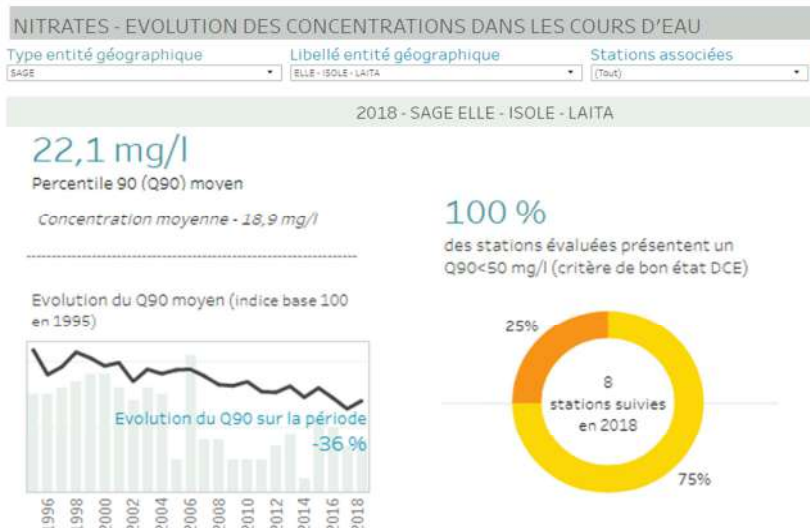 NITRATES - EVOLUTION DES CONCENTRATIONS DANS LES COURS D'EAU
Type entité géographique
Libellé entité géographique
Stations associées
SAGE
ELLE - ISOLE - LAITA
(Tout)
2018 - SAGE ELLE - ISOLE - LAITA
22,1 mg/l
Percentile 90 (Q90) moyen
Concentration moyenne - 18,9 mg/l
Evolution du Q90 moyen (indice base 100
en 1995)
Evolution du Q90 sur la période
-36 %
1996
1998
2000
2002
2004
2006
2008
2010
2012
2014
2016
2018
100 %
des stations évaluées présentent un
Q90<50 mg/l (critère de bon état DCE)
25%
8
stations suivies
en 2018
75%